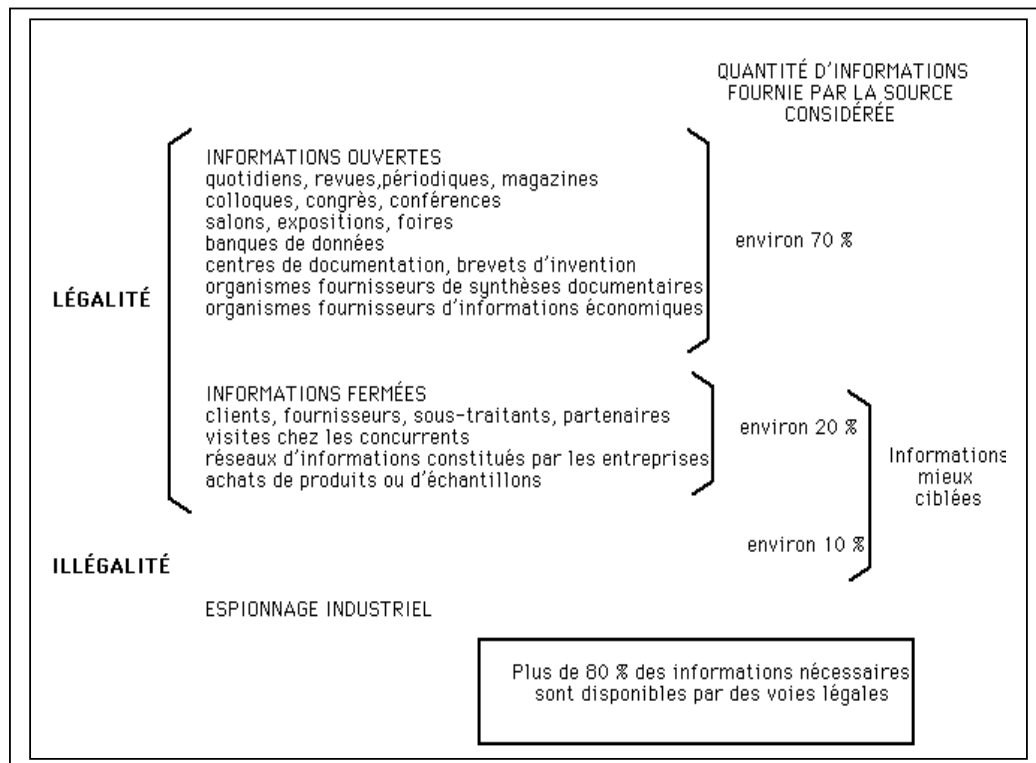 QUANTITÉ D'INFORMATIONS
FOURNIE PAR LA SOURCE
CONSIDÉRÉE
INFORMATIONS OUVERTES
quotidiens, revues,périodiques, magazines
colloques, congrès, conférences
salons, expositions, foires
banques de données
centres de documentation, brevets d'invention
organismes fournisseurs de synthèses documentaires
organismes fournisseurs d'informations économiques
environ 70 %
LÉGALITÉ
INFORMATIONS FERMÉES
clients, fournisseurs, sous-traitants, partenaires
visites chez les concurrents
réseaux d'informations constitués par les entreprises
achats de produits ou d'échantillons
environ 20 %
Informations
mieux
ciblées
environ 10 %
ILLÉGALITÉ
ESPIONNAGE INDUSTRIEL
Plus de 80 % des informations nécessaires
sont disponibles par des voies légales